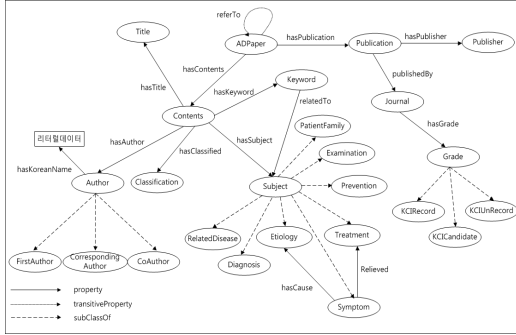 referTo
Title
ADPaper
hasPublication
Publication
hasPublisher
Publisher
hasContents
hasTitle
hasKeyword
Keyword
publishedBy
relatedTo
Journal
Contents
PatientFamily
hasGrade
리터럴데이터
hasAuthor
hasSubject
hasClassified
Examination
Grade
hasKoreanName
Author
Classification
Subject
Prevention
KCIRecord
KCIUnRecord
RelatedDisease
Etiology
Treatment
KCICandidate
FirstAuthor
Corresponding
Author
CoAuthor
Diagnosis
Relieved
hasCause
property
transitiveProperty
Symptom
subClassOf